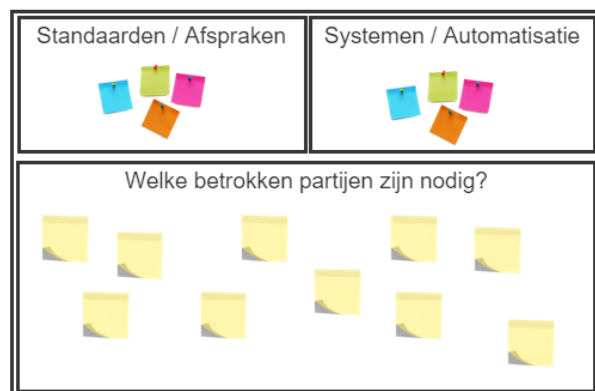 Standaarden / Afspraken
Systemen / Automatisatie
Welke betrokken partijen zijn nodig?